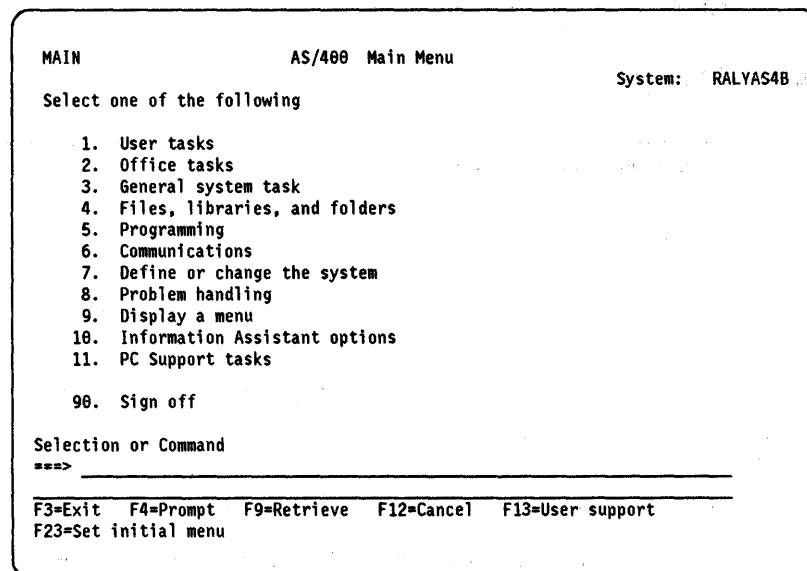 MAIN AS/400 Main Menu
System: RALYAS4B
Select one of the following
1. User tasks
2. Office tasks
3. General system task
4. Files, libraries, and folders
5. Programming
6. Communications
7. Define or change the system
8. Problem handling
9. Display a menu
10. Information Assistant options
11. PC Support tasks
90. Sign off
Selection or Command
===>
F3=Exit F4=Prompt F9=Retrieve F12=Cancel F13=User support
F23=Set initial menu